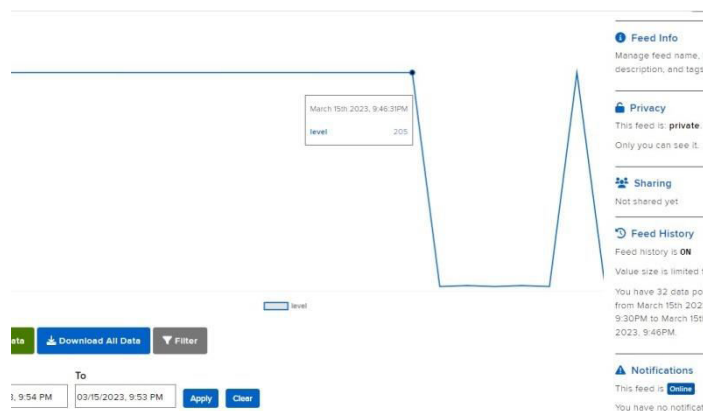 March 15th 2023, 9:46:31PM
level 205
level
ata
Download All Data
Filter
To
3, 9:54 PM
03/15/2023, 9:53 PM
Apply
Clear
Feed Info
Manage feed name,
description, and tags
Privacy
This feed is: private.
Only you can see it.
Sharing
Not shared yet
Feed History
Feed history is ON
Value size is limited
You have 32 data po
from March 15th 202
9:30PM to March 15th
2023, 9:46PM.
Notifications
This feed is Online
You have no notificat